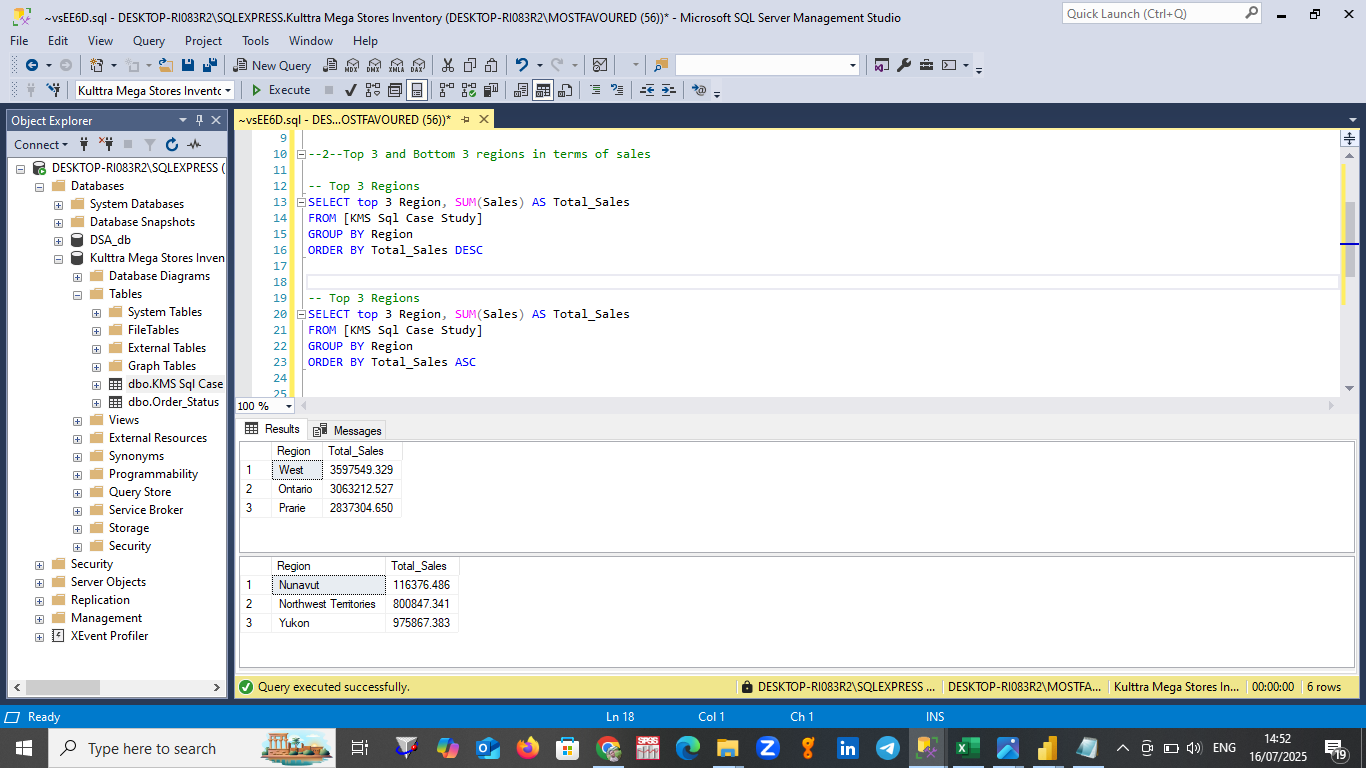 ~vsEE6D.sql - DESKTOP-RI083R2\SQLEXPRESS.Kulttra Mega Stores Inventory (DESKTOP-RI083R2\MOSTFAVOURED (56))* - Microsoft SQL Server Management Studio
Quick Launch (Ctrl+Q)
File Edit View Query Project Tools Window Help
New Query MDX DMX XMLA DAX
Kulttra Mega Stores Invento Execute
Object Explorer
Connect
DESKTOP-RI083R2\SQLEXPRESS (
Databases
System Databases
Database Snapshots
DSA_db
Kulttra Mega Stores Inven
Database Diagrams
Tables
System Tables
FileTables
External Tables
Graph Tables
dbo.KMS Sql Case
dbo.Order_Status
Views
External Resources
Synonyms
Programmability
Query Store
Service Broker
Storage
Security
Security
Server Objects
Replication
Management
XEvent Profiler
~vsEE6D.sql - DES...OSTFAVOURED (56))*
9
10 --2--Top 3 and Bottom 3 regions in terms of sales
11
12 -- Top 3 Regions
13 SELECT top 3 Region, SUM(Sales) AS Total_Sales
14 FROM [KMS Sql Case Study]
15 GROUP BY Region
16 ORDER BY Total_Sales DESC
17
18
19 -- Top 3 Regions
20 SELECT top 3 Region, SUM(Sales) AS Total_Sales
21 FROM [KMS Sql Case Study]
22 GROUP BY Region
23 ORDER BY Total_Sales ASC
24
25
100 %
Results Messages
Region Total_Sales
1 West 3597549.329
2 Ontario 3063212.527
3 Prarie 2837304.650
Region Total_Sales
1 Nunavut 116376.486
2 Northwest Territories 800847.341
3 Yukon 975867.383
Query executed successfully. DESKTOP-RI083R2\SQLEXPRESS ... DESKTOP-RI083R2\MOSTFA... Kulttra Mega Stores In... 00:00:00 6 rows
Ready Ln 18 Col 1 Ch 1 INS
Type here to search
SPGS
ENG
14:52
16/07/2025
19